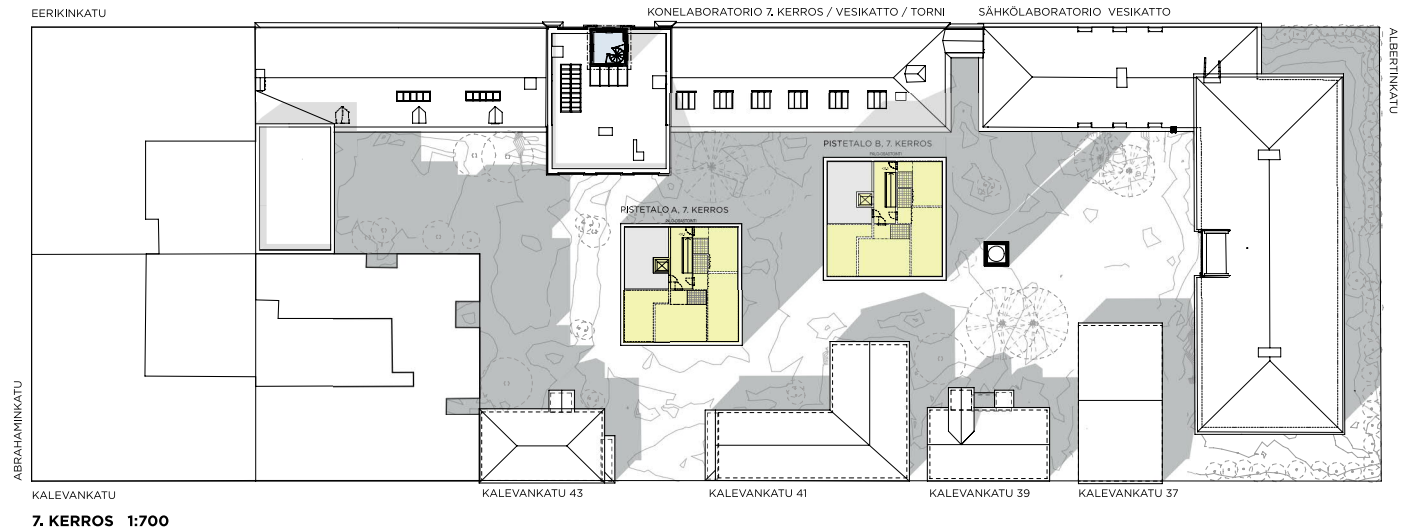 EERIKINKATU
KONELABORATORIO 7. KERROS / VESIKATTO / TORNI
SÄHKÖLABORATORIO VESIKATTO
ALBERTINKATU
PISTETALO B, 7. KERROS
PISTETALO A, 7. KERROS
ABRAHAMINKATU
KALEVANKATU
KALEVANKATU 43
KALEVANKATU 41
KALEVANKATU 39
KALEVANKATU 37
7. KERROS 1:700